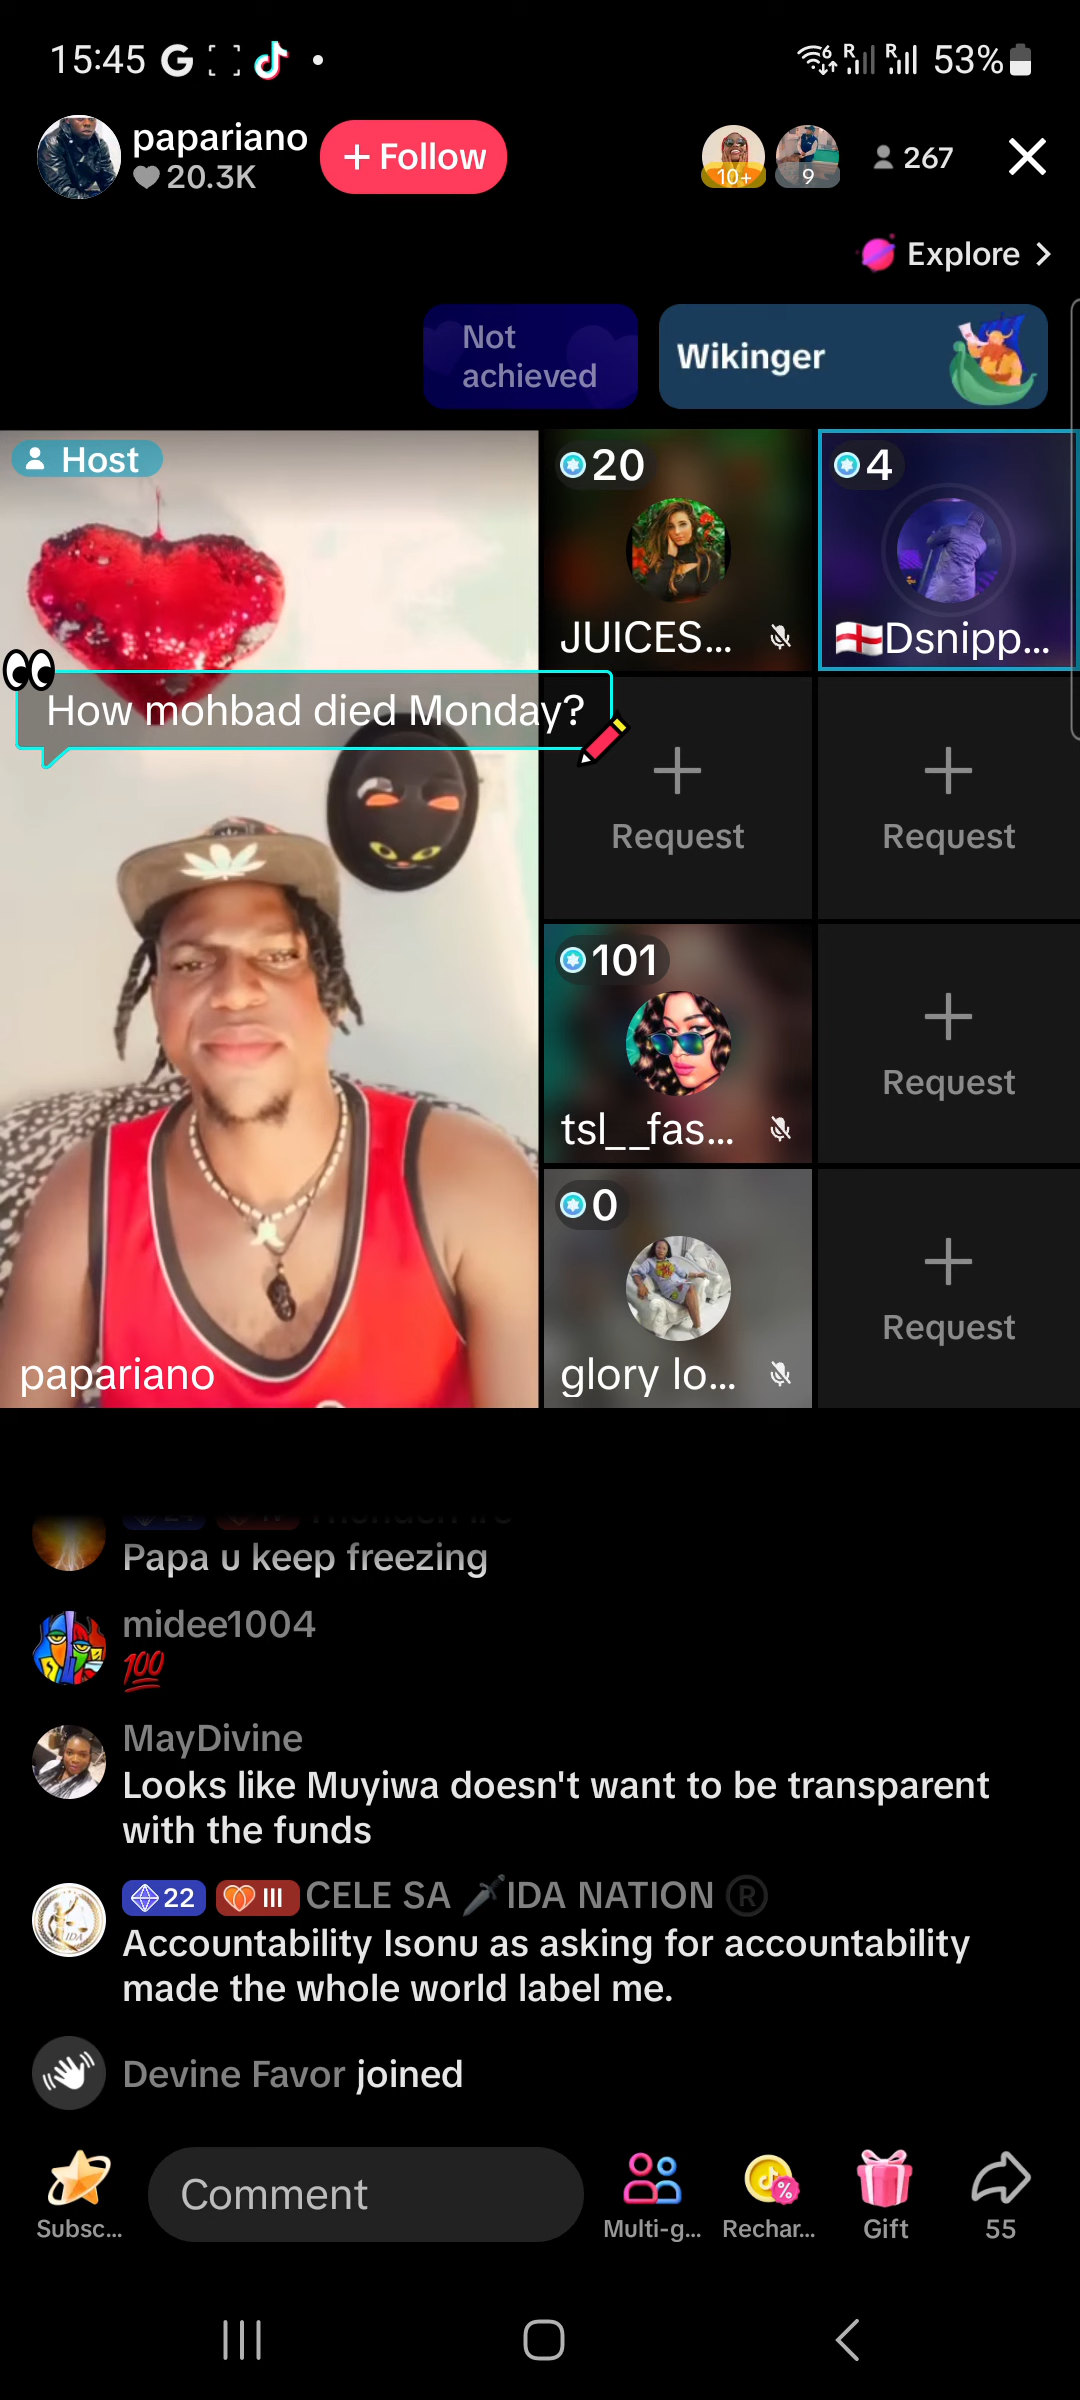 15:45
53%
papariano
20.3K
+ Follow
10+
9
267
Explore
Not
achieved
Wikinger
Host
20
4
JUICES...
Dsnipp...
How mohbad died Monday?
Request
Request
101
tsl__fas...
Request
0
glory lo...
Request
papariano
Papa u keep freezing
midee1004
💯
MayDivine
Looks like Muyiwa doesn't want to be transparent
with the funds
22 III CELE SA 🗡️IDA NATION ®
Accountability Isonu as asking for accountability
made the whole world label me.
Devine Favor joined
Comment
Subsc...
Multi-g...
Rechar...
Gift
55